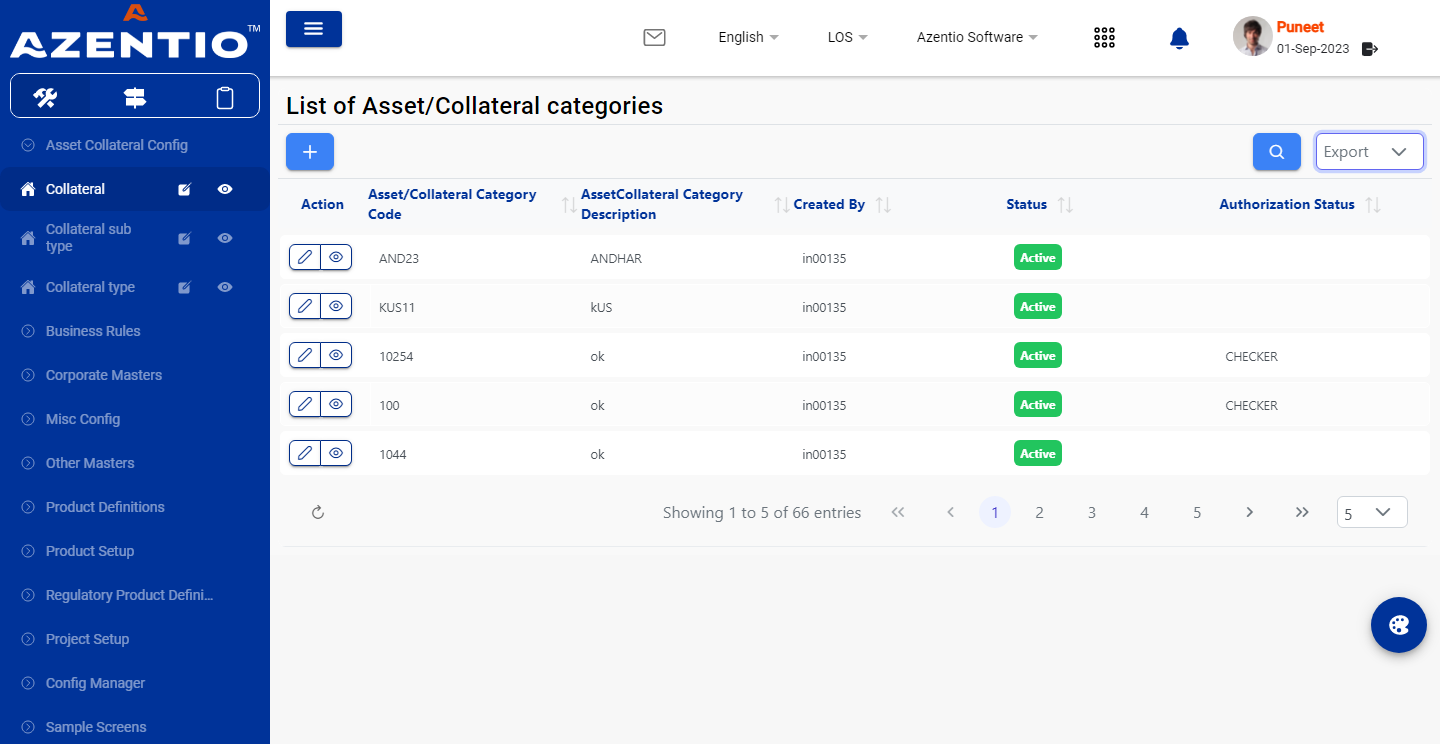 AZENTIO™
English
LOS
Azentio Software
Puneet
01-Sep-2023
Asset Collateral Config
Collateral
Collateral sub
type
Collateral type
Business Rules
Corporate Masters
Misc Config
Other Masters
Product Definitions
Product Setup
Regulatory Product Defini...
Project Setup
Config Manager
Sample Screens
List of Asset/Collateral categories
Export
Action
Asset/Collateral Category
Code
AssetCollateral Category
Description
Created By
Status
Authorization Status
AND23 ANDHAR in00135 Active
KUS11 kUS in00135 Active
10254 ok in00135 Active CHECKER
100 ok in00135 Active CHECKER
1044 ok in00135 Active
Showing 1 to 5 of 66 entries 1 2 3 4 5 5